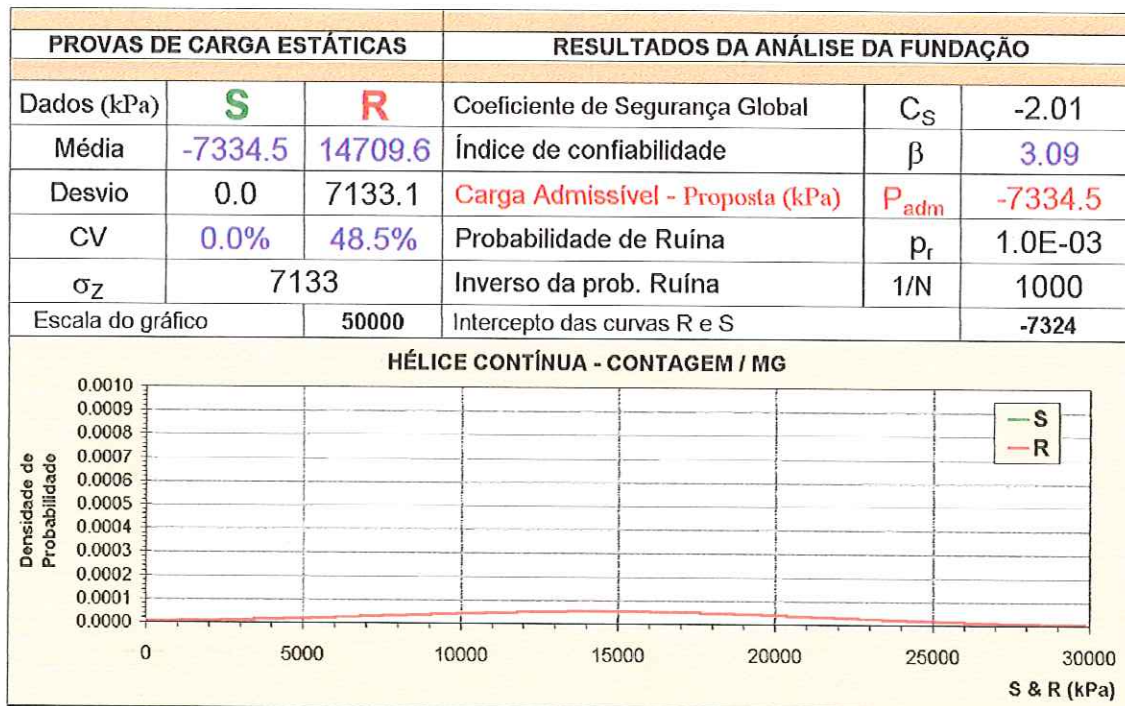 PROVAS DE CARGA ESTÁTICAS RESULTADOS DA ANÁLISE DA FUNDAÇÃO
Dados (kPa) S R Coeficiente de Segurança Global C_S -2.01
Média -7334.5 14709.6 Índice de confiabilidade β 3.09
Desvio 0.0 7133.1 Carga Admissível - Proposta (kPa) P_adm -7334.5
CV 0.0% 48.5% Probabilidade de Ruína p_r 1.0E-03
σ_Z 7133 Inverso da prob. Ruína 1/N 1000
Escala do gráfico 50000 Intercepto das curvas R e S -7324
HÉLICE CONTÍNUA - CONTAGEM / MG
Densidade de
Probabilidado
0.0010
0.0009
0.0008
0.0007
0.0006
0.0005
0.0004
0.0003
0.0002
0.0001
0.0000
S
R
0 5000 10000 15000 20000 25000 30000
S & R (kPa)